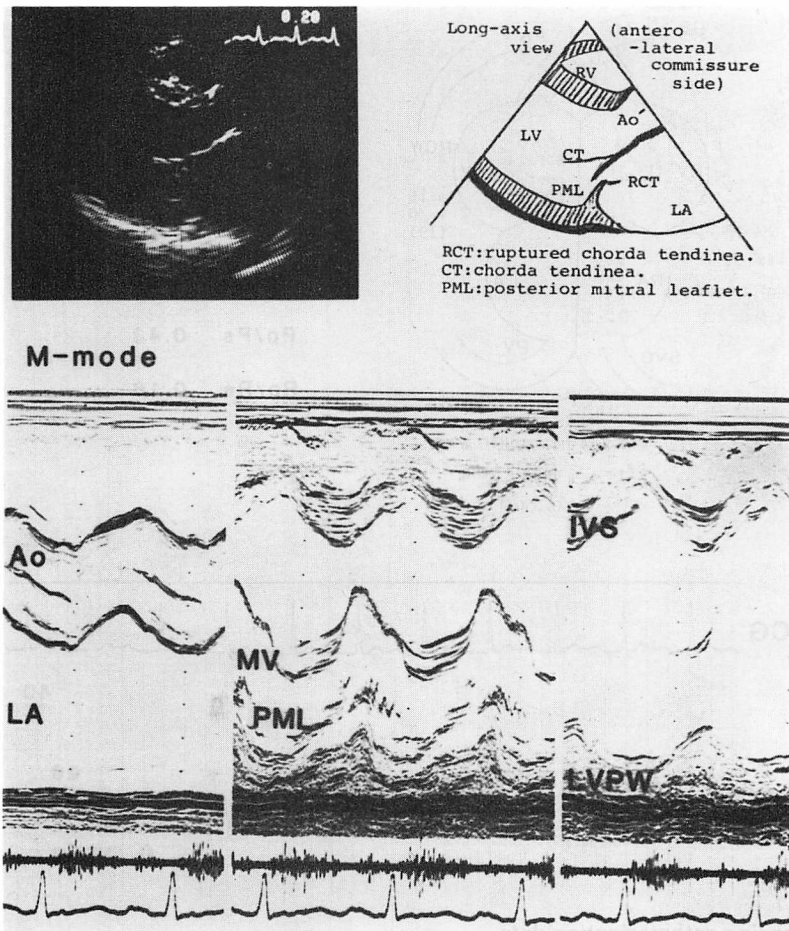 0.20
Long-axis view
(antero -lateral commissure side)
RV
Ao´
LV
CT
PML
RCT
LA
RCT:ruptured chorda tendinea.
CT:chorda tendinea.
PML:posterior mitral leaflet.
M-mode
Ao
LA
MV
PML
IVS
LVPW